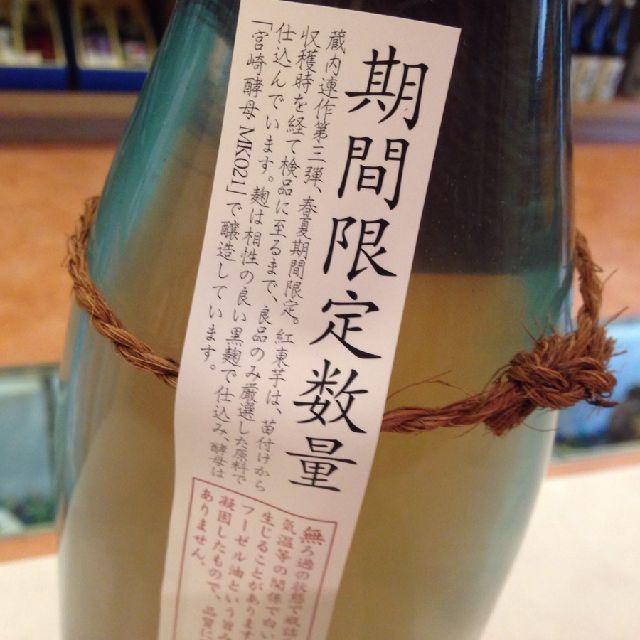 期間限定数量
蔵内連作第三弾、春夏期間限定。紅東芋は、苗付けから
収穫時を経て検品に至るまで、良品のみ厳選した原料で
仕込んでいます。麹は相性の良い黒麹で仕込み、酵母は
「宮崎酵母 MK021」で醸造しています。
無ろ過の状態で瓶詰
気温等の関係で白い
生じることがあります
フーゼル油という旨み
凝固したもので、品質に
ありません。